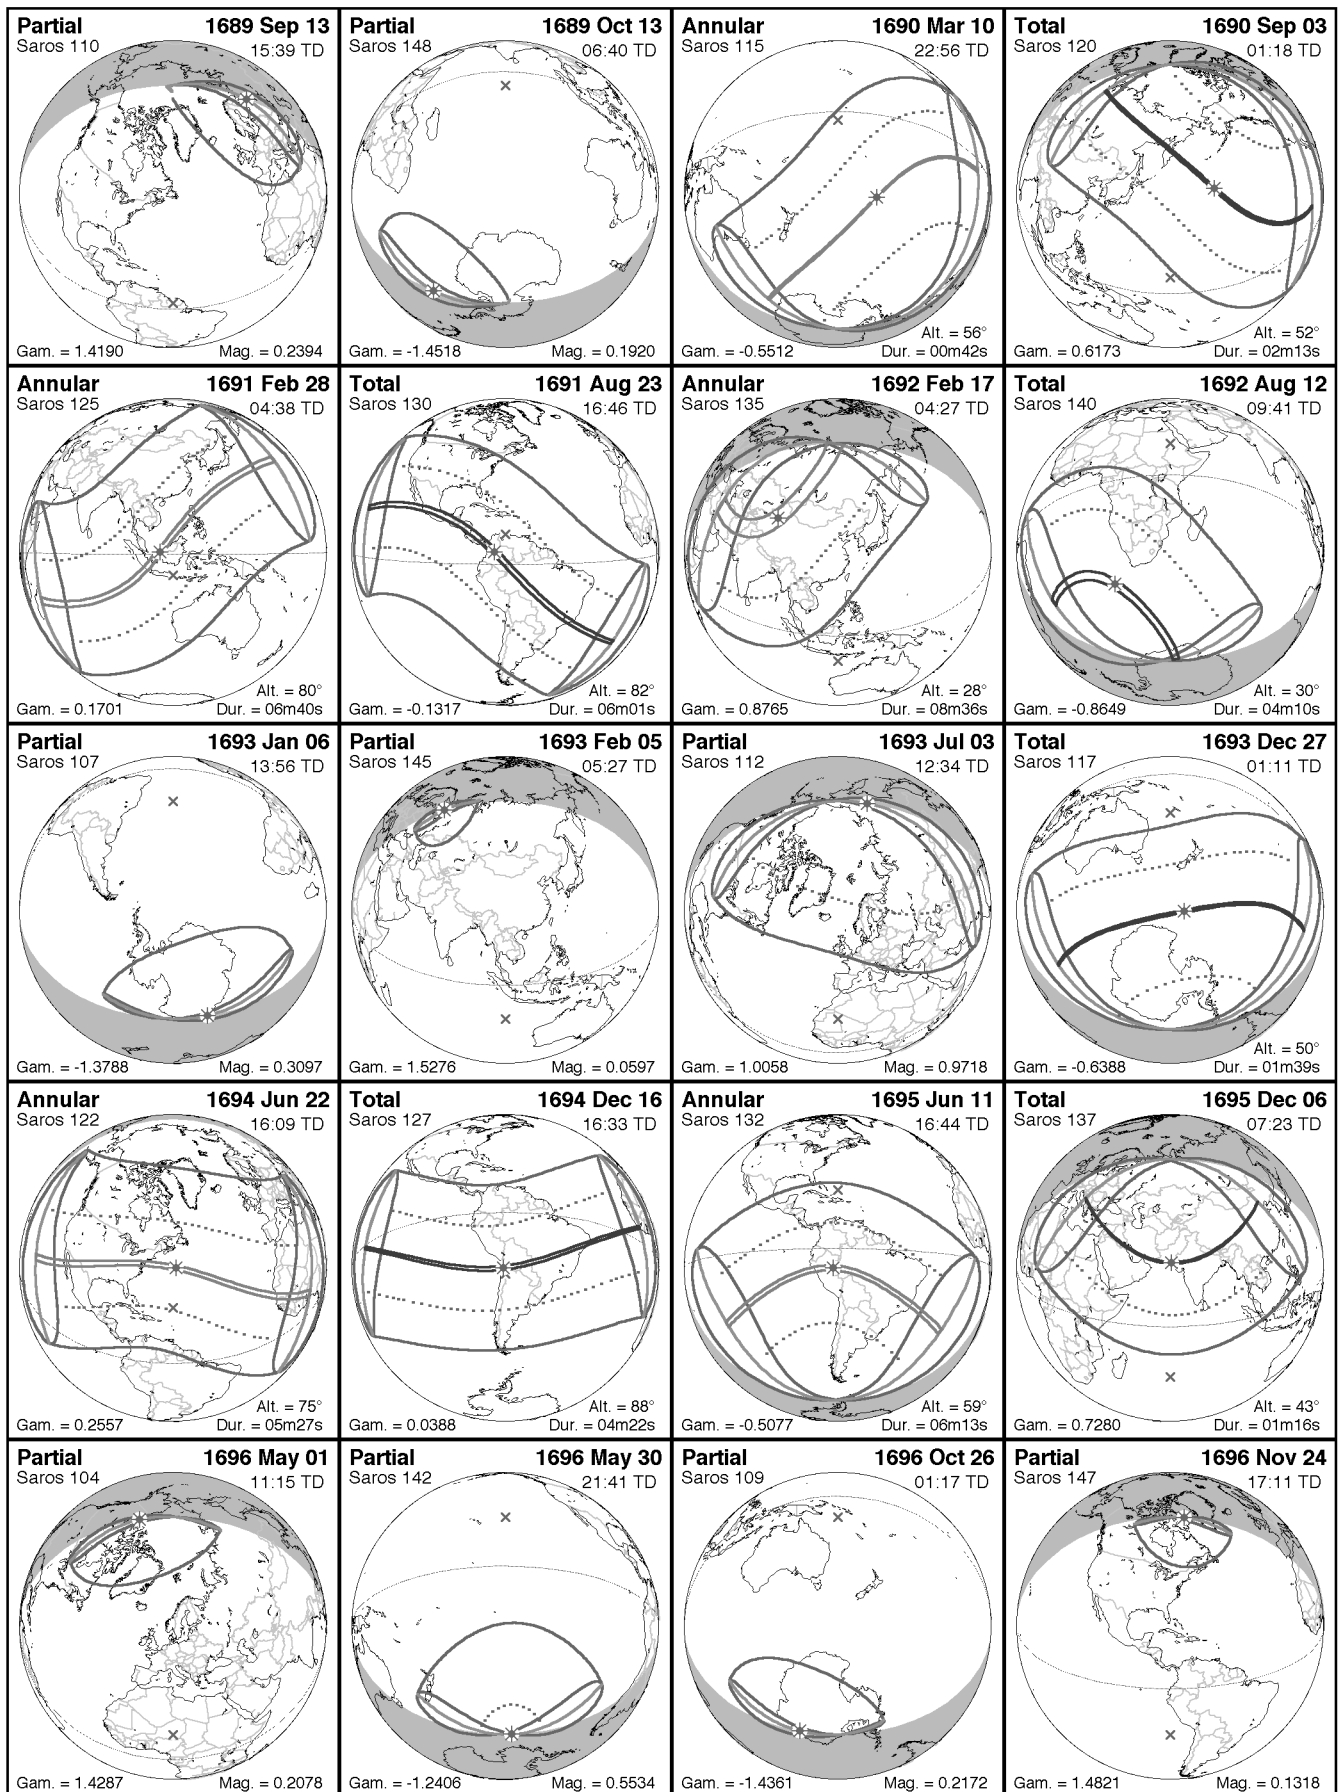 Partial 1689 Sep 13
Saros 110 15:39 TD
Gam. = 1.4190 Mag. = 0.2394
Partial 1689 Oct 13
Saros 148 06:40 TD
Gam. = -1.4518 Mag. = 0.1920
Annular 1690 Mar 10
Saros 115 22:56 TD
Alt. = 56°
Gam. = -0.5512 Dur. = 00m42s
Total 1690 Sep 03
Saros 120 01:18 TD
Alt. = 52°
Gam. = 0.6173 Dur. = 02m13s
Annular 1691 Feb 28
Saros 125 04:38 TD
Alt. = 80°
Gam. = 0.1701 Dur. = 06m40s
Total 1691 Aug 23
Saros 130 16:46 TD
Alt. = 82°
Gam. = -0.1317 Dur. = 06m01s
Annular 1692 Feb 17
Saros 135 04:27 TD
Alt. = 28°
Gam. = 0.8765 Dur. = 08m36s
Total 1692 Aug 12
Saros 140 09:41 TD
Alt. = 30°
Gam. = -0.8649 Dur. = 04m10s
Partial 1693 Jan 06
Saros 107 13:56 TD
Gam. = -1.3788 Mag. = 0.3097
Partial 1693 Feb 05
Saros 145 05:27 TD
Gam. = 1.5276 Mag. = 0.0597
Partial 1693 Jul 03
Saros 112 12:34 TD
Gam. = 1.0058 Mag. = 0.9718
Total 1693 Dec 27
Saros 117 01:11 TD
Alt. = 50°
Gam. = -0.6388 Dur. = 01m39s
Annular 1694 Jun 22
Saros 122 16:09 TD
Alt. = 75°
Gam. = 0.2557 Dur. = 05m27s
Total 1694 Dec 16
Saros 127 16:33 TD
Alt. = 88°
Gam. = 0.0388 Dur. = 04m22s
Annular 1695 Jun 11
Saros 132 16:44 TD
Alt. = 59°
Gam. = -0.5077 Dur. = 06m13s
Total 1695 Dec 06
Saros 137 07:23 TD
Alt. = 43°
Gam. = 0.7280 Dur. = 01m16s
Partial 1696 May 01
Saros 104 11:15 TD
Gam. = 1.4287 Mag. = 0.2078
Partial 1696 May 30
Saros 142 21:41 TD
Gam. = -1.2406 Mag. = 0.5534
Partial 1696 Oct 26
Saros 109 01:17 TD
Gam. = -1.4361 Mag. = 0.2172
Partial 1696 Nov 24
Saros 147 17:11 TD
Gam. = 1.4821 Mag. = 0.1318